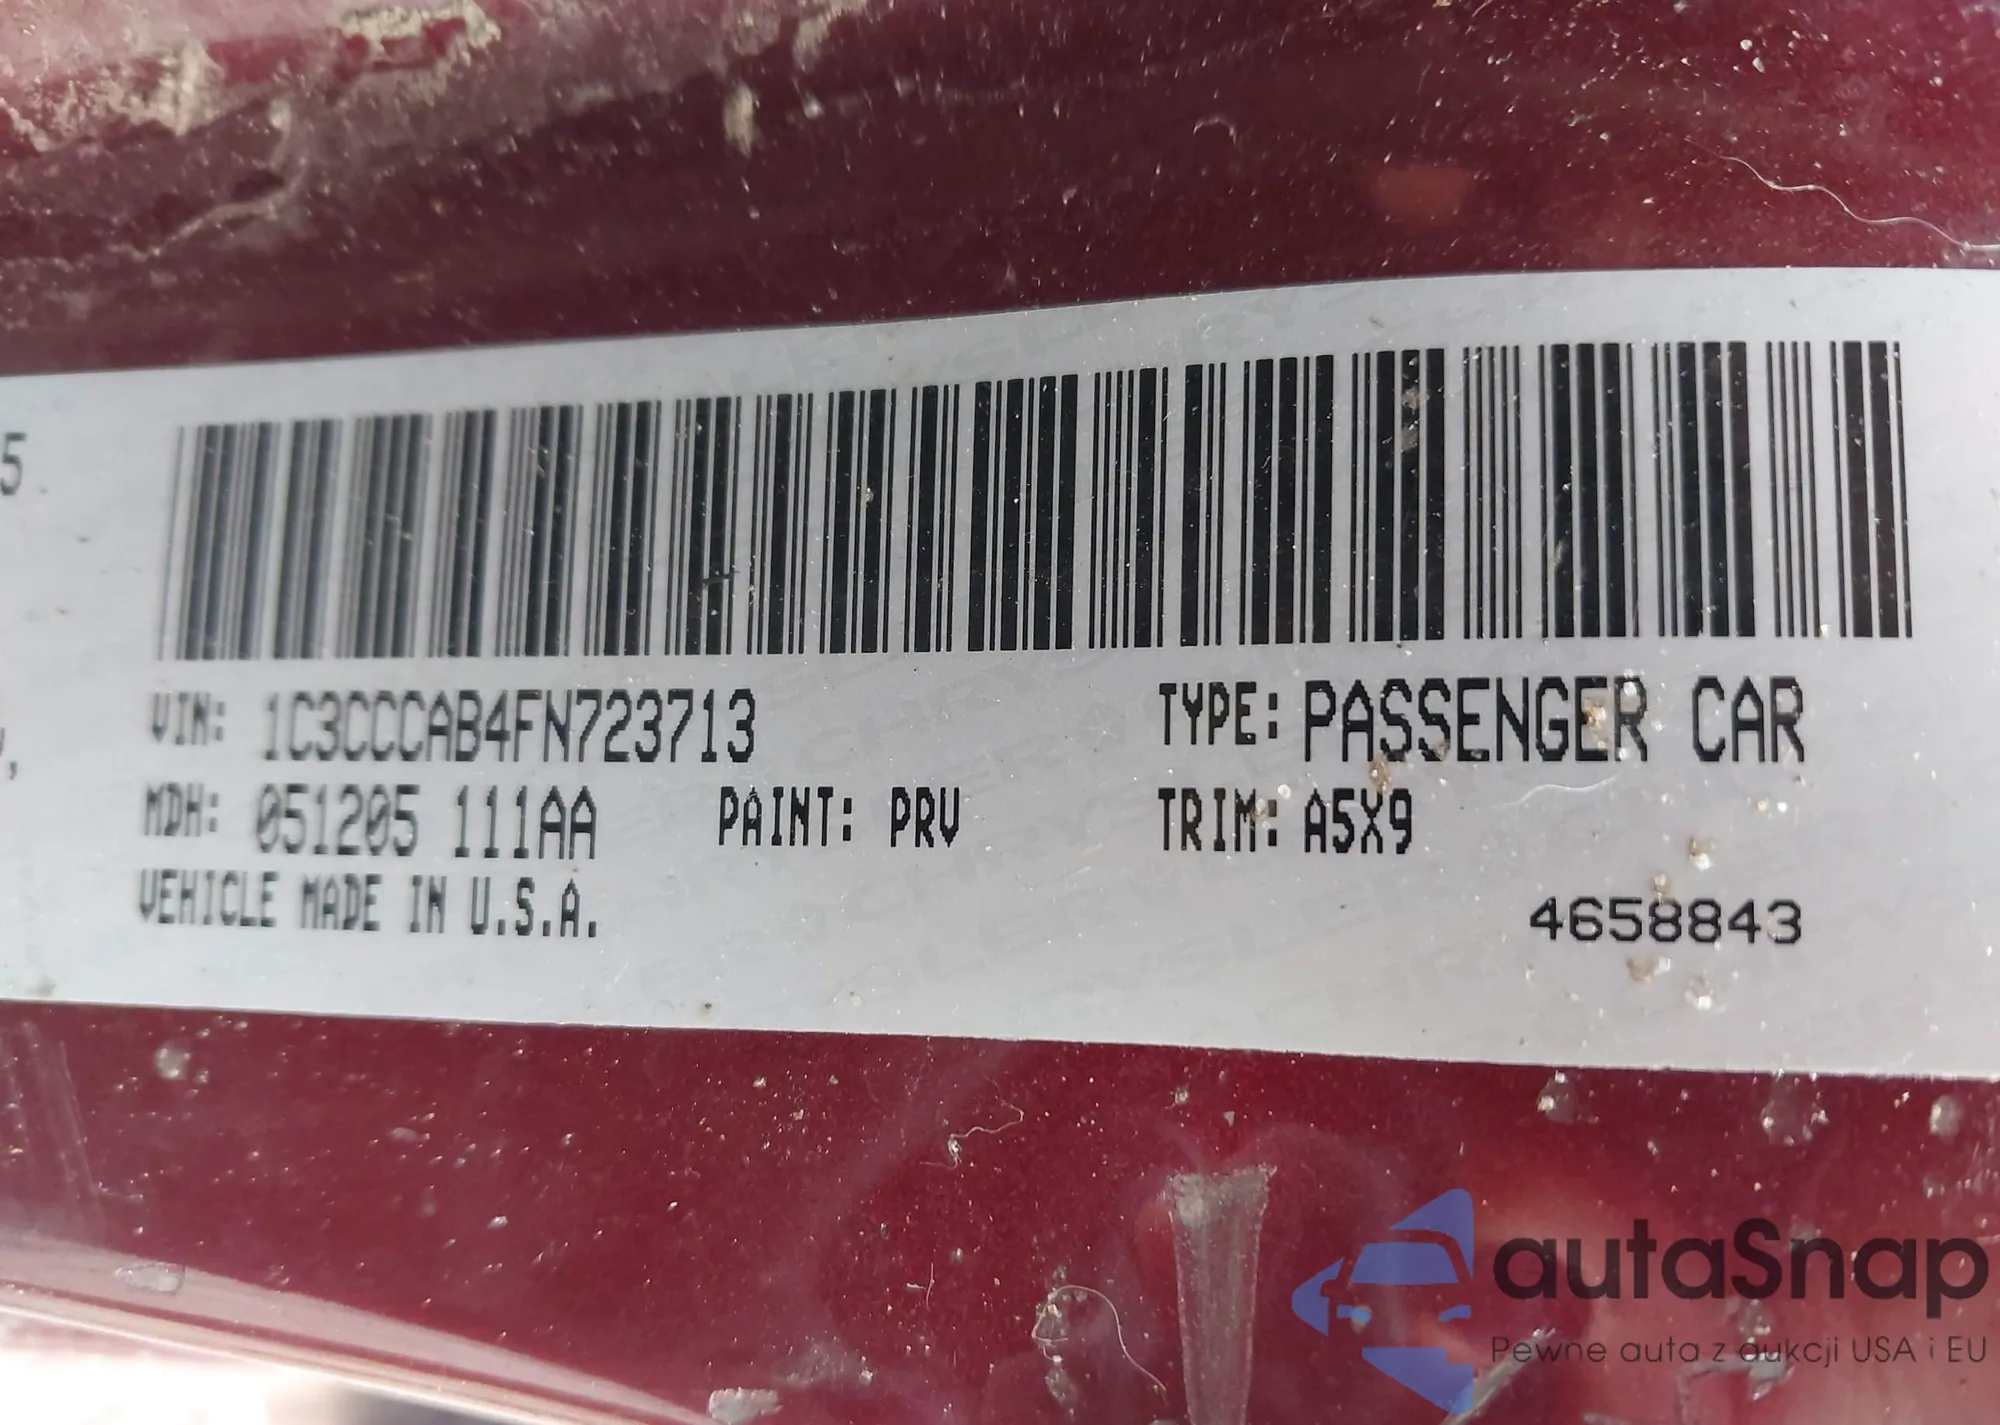 5
VIN: 1C3CCCAB4FN723713 TYPE: PASSENGER CAR
MDH: 051205 111AA PAINT: PRV TRIM: A5X9
VEHICLE MADE IN U.S.A.
4658843
autaSnap
Pewne auta z aukcji USA i EU